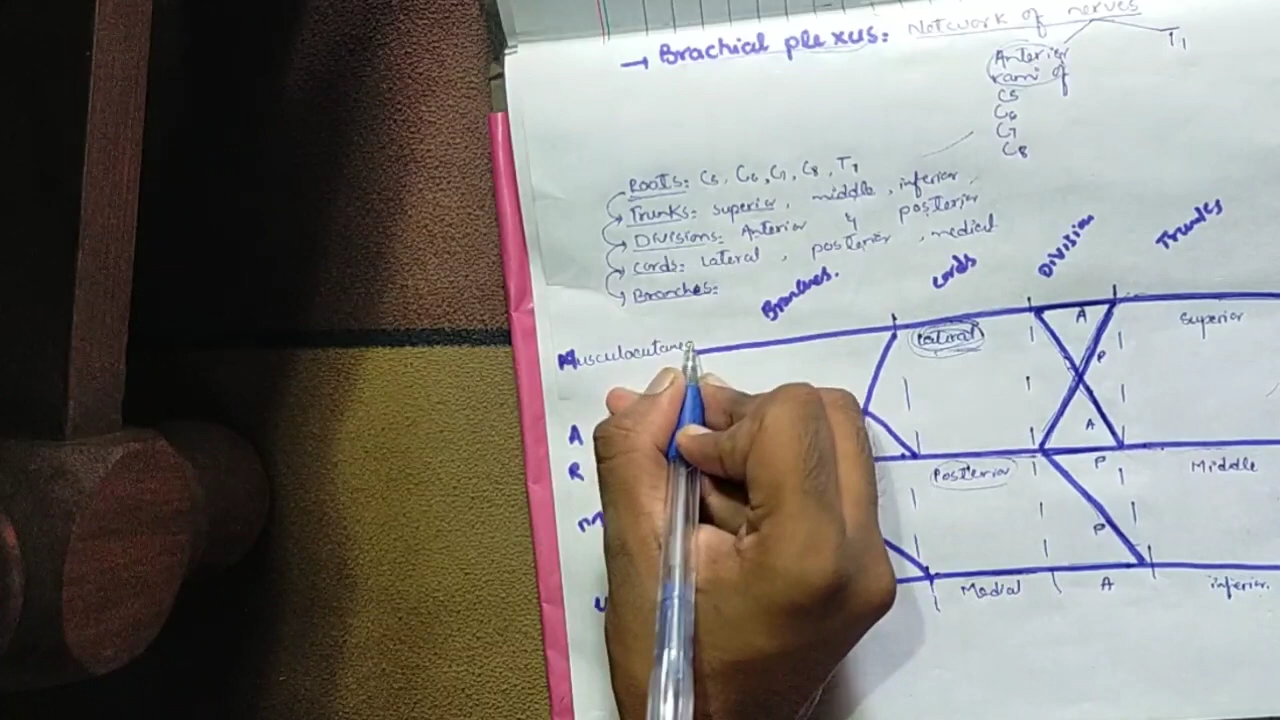 → Brachial plexus: Network of nerves
Anterior
rami of
T1
C5
C6
C7
C8
Roots: C5, C6, C7, C8, T1
Trunks: superior, middle, inferior,
Divisions: Anterior & posterior
Cords: Lateral, posterior, medial
Branches:
Branches. Cords Division Trunks
Musculocutaneo
Lateral A Superior
P
A
A
R
Posterior P Middle
M
P
U
Medial A inferior.